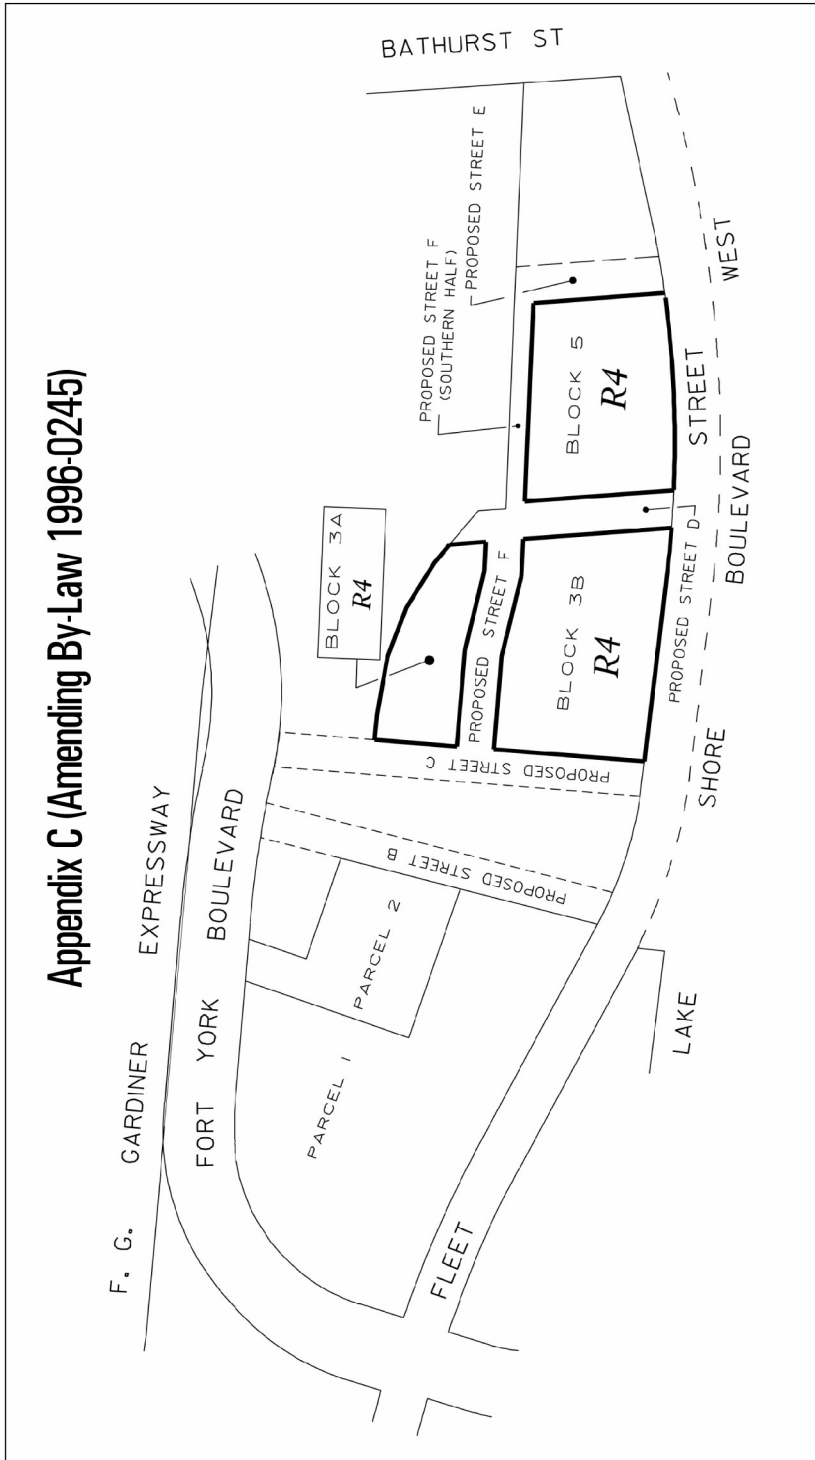 Appendix C (Amending By-Law 1996-0245)
F. G. GARDINER EXPRESSWAY
FORT YORK BOULEVARD
BATHURST ST
PROPOSED STREET E
PROPOSED STREET F
(SOUTHERN HALF)
BLOCK 3A
R4
BLOCK 5
R4
PROPOSED STREET F
BLOCK 3B
R4
PROPOSED STREET D
PROPOSED STREET C
PROPOSED STREET B
PARCEL 2
PARCEL 1
FLEET STREET
LAKE SHORE BOULEVARD WEST